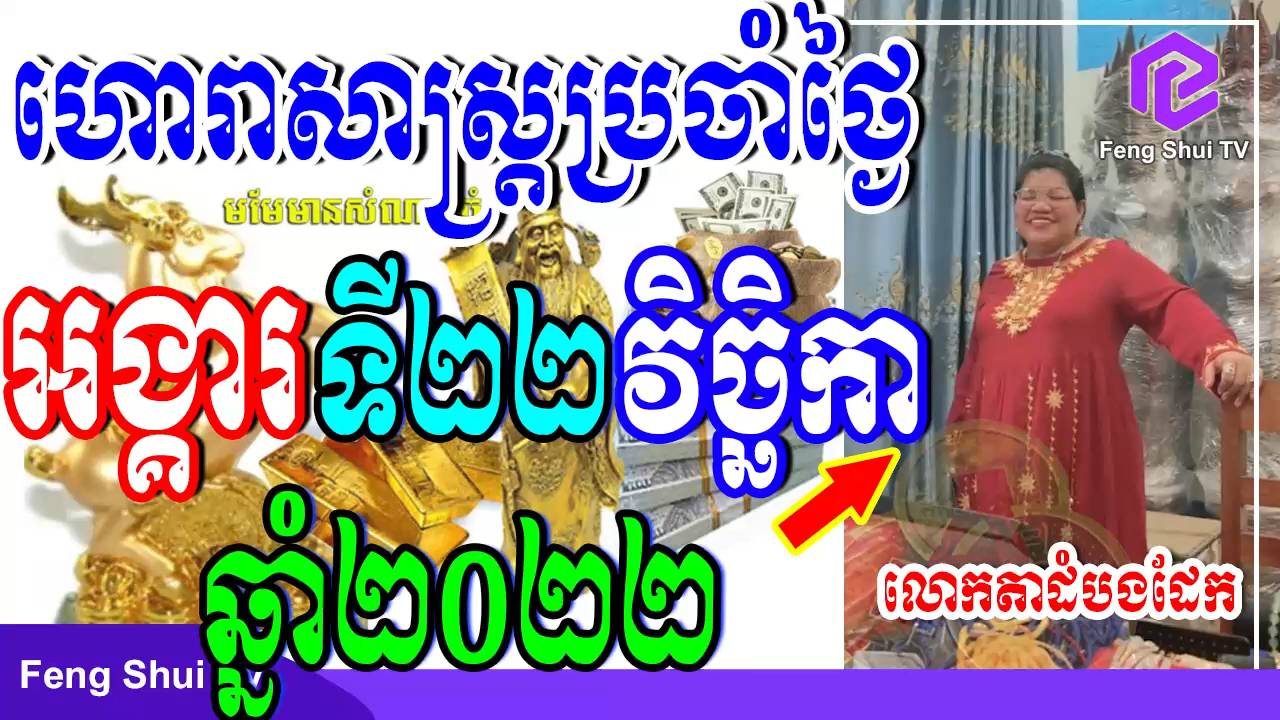 ហោរាសាស្ត្រប្រចាំថ្ងៃ
Feng Shui TV
មមែមានសំណ
អង្គារ ទី២២ វិច្ឆិកា
ឆ្នាំ២០២២
លោកតាដំបងដែក
Feng Shui